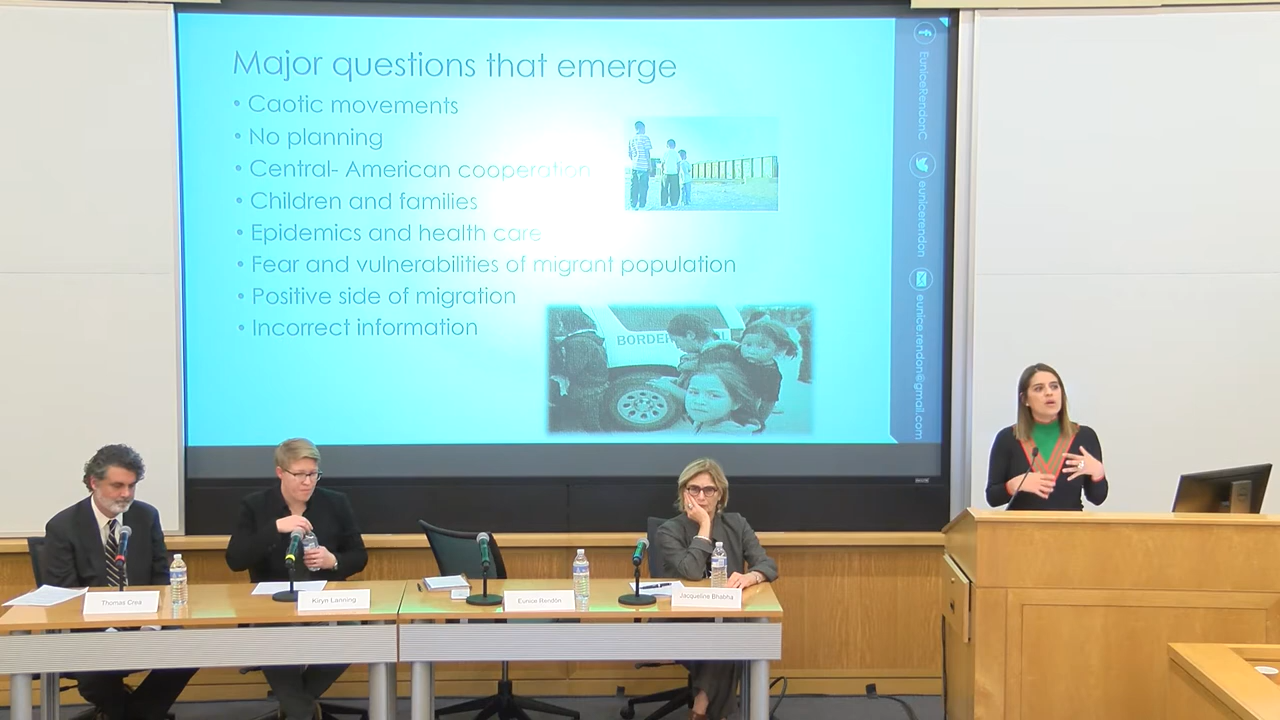 Major questions that emerge
• Caotic movements
• No planning
• Central- American cooperation
• Children and families
• Epidemics and health care
• Fear and vulnerabilities of migrant population
• Positive side of migration
• Incorrect information
BORDER
EuniceRendonC
eunicerendon
eunice.rendon@gmail.com
Thomas Crea
Kiryn Lanning
Eunice Rendón
Jacqueline Bhabha